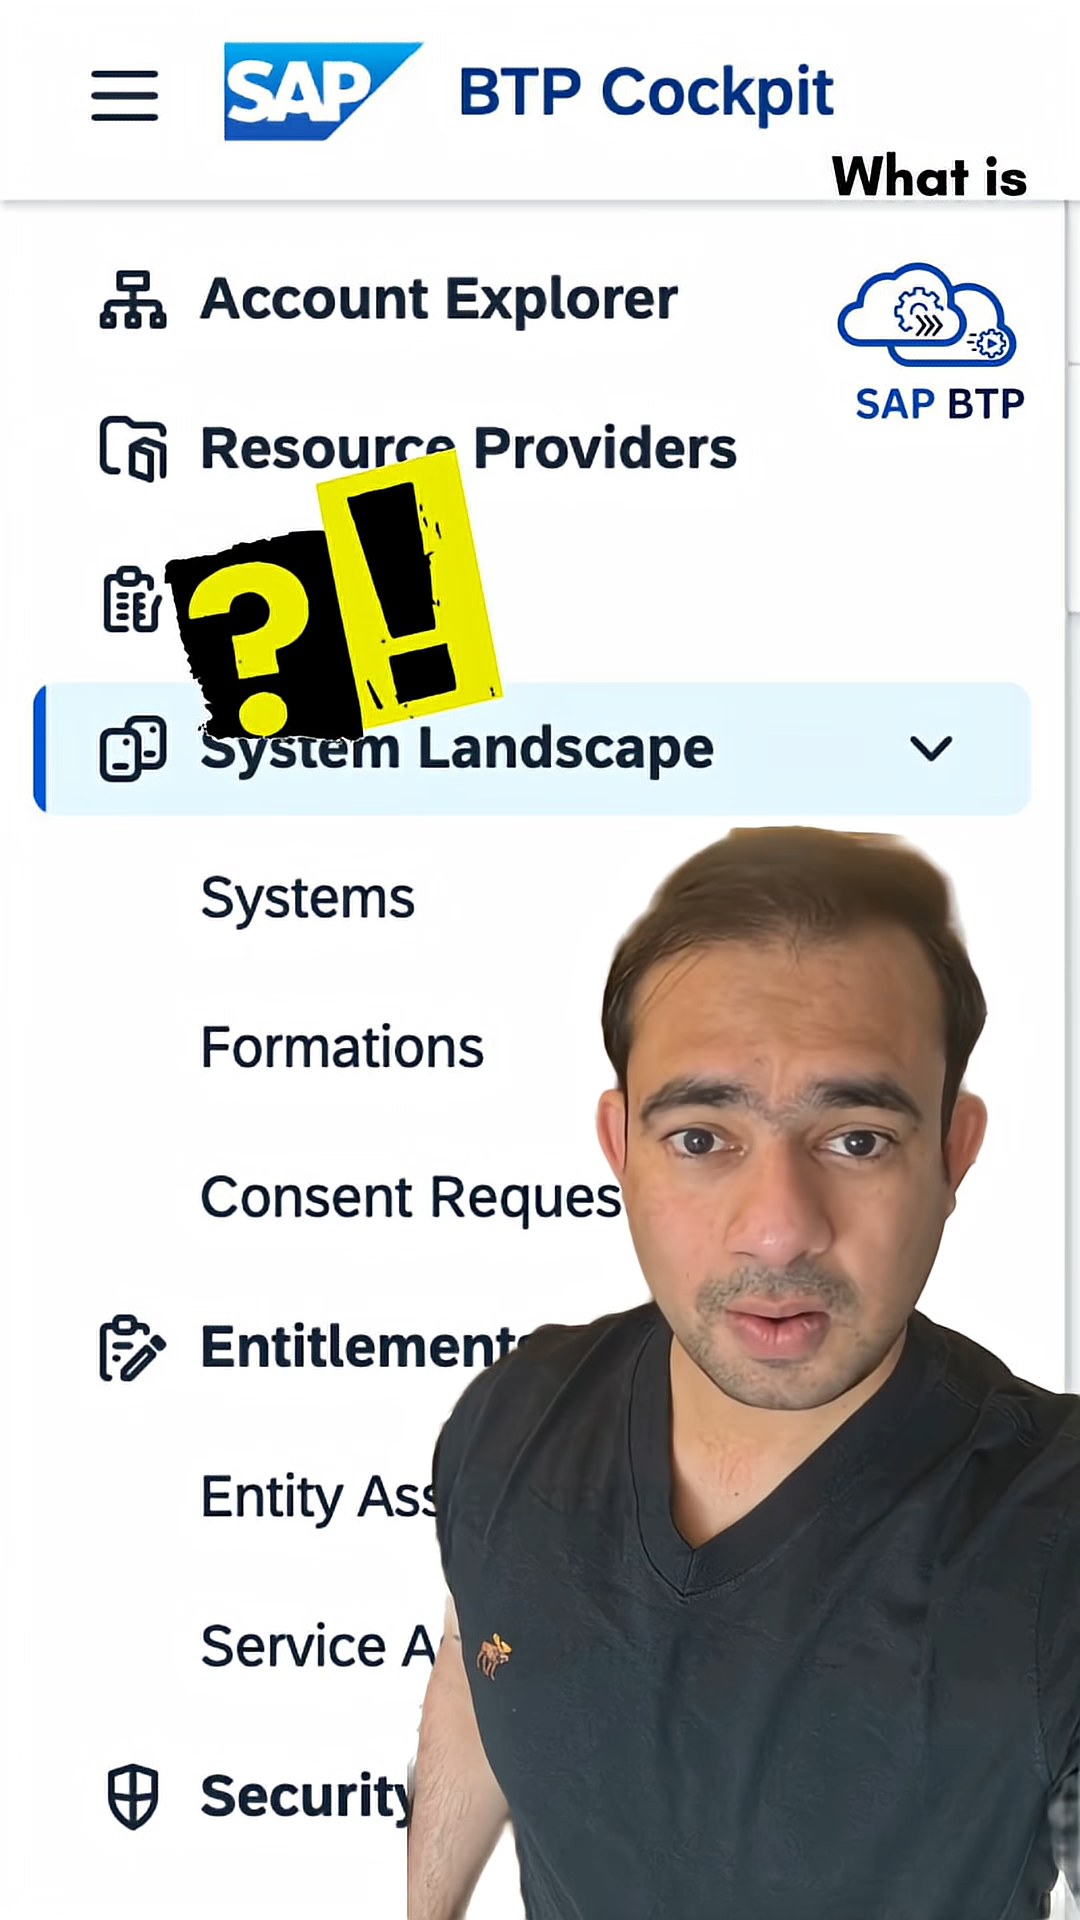 SAP BTP Cockpit
What is
Account Explorer
SAP BTP
Resource Providers
?!
System Landscape
Systems
Formations
Consent Reques
Entitlements
Entity Ass
Service A
Security